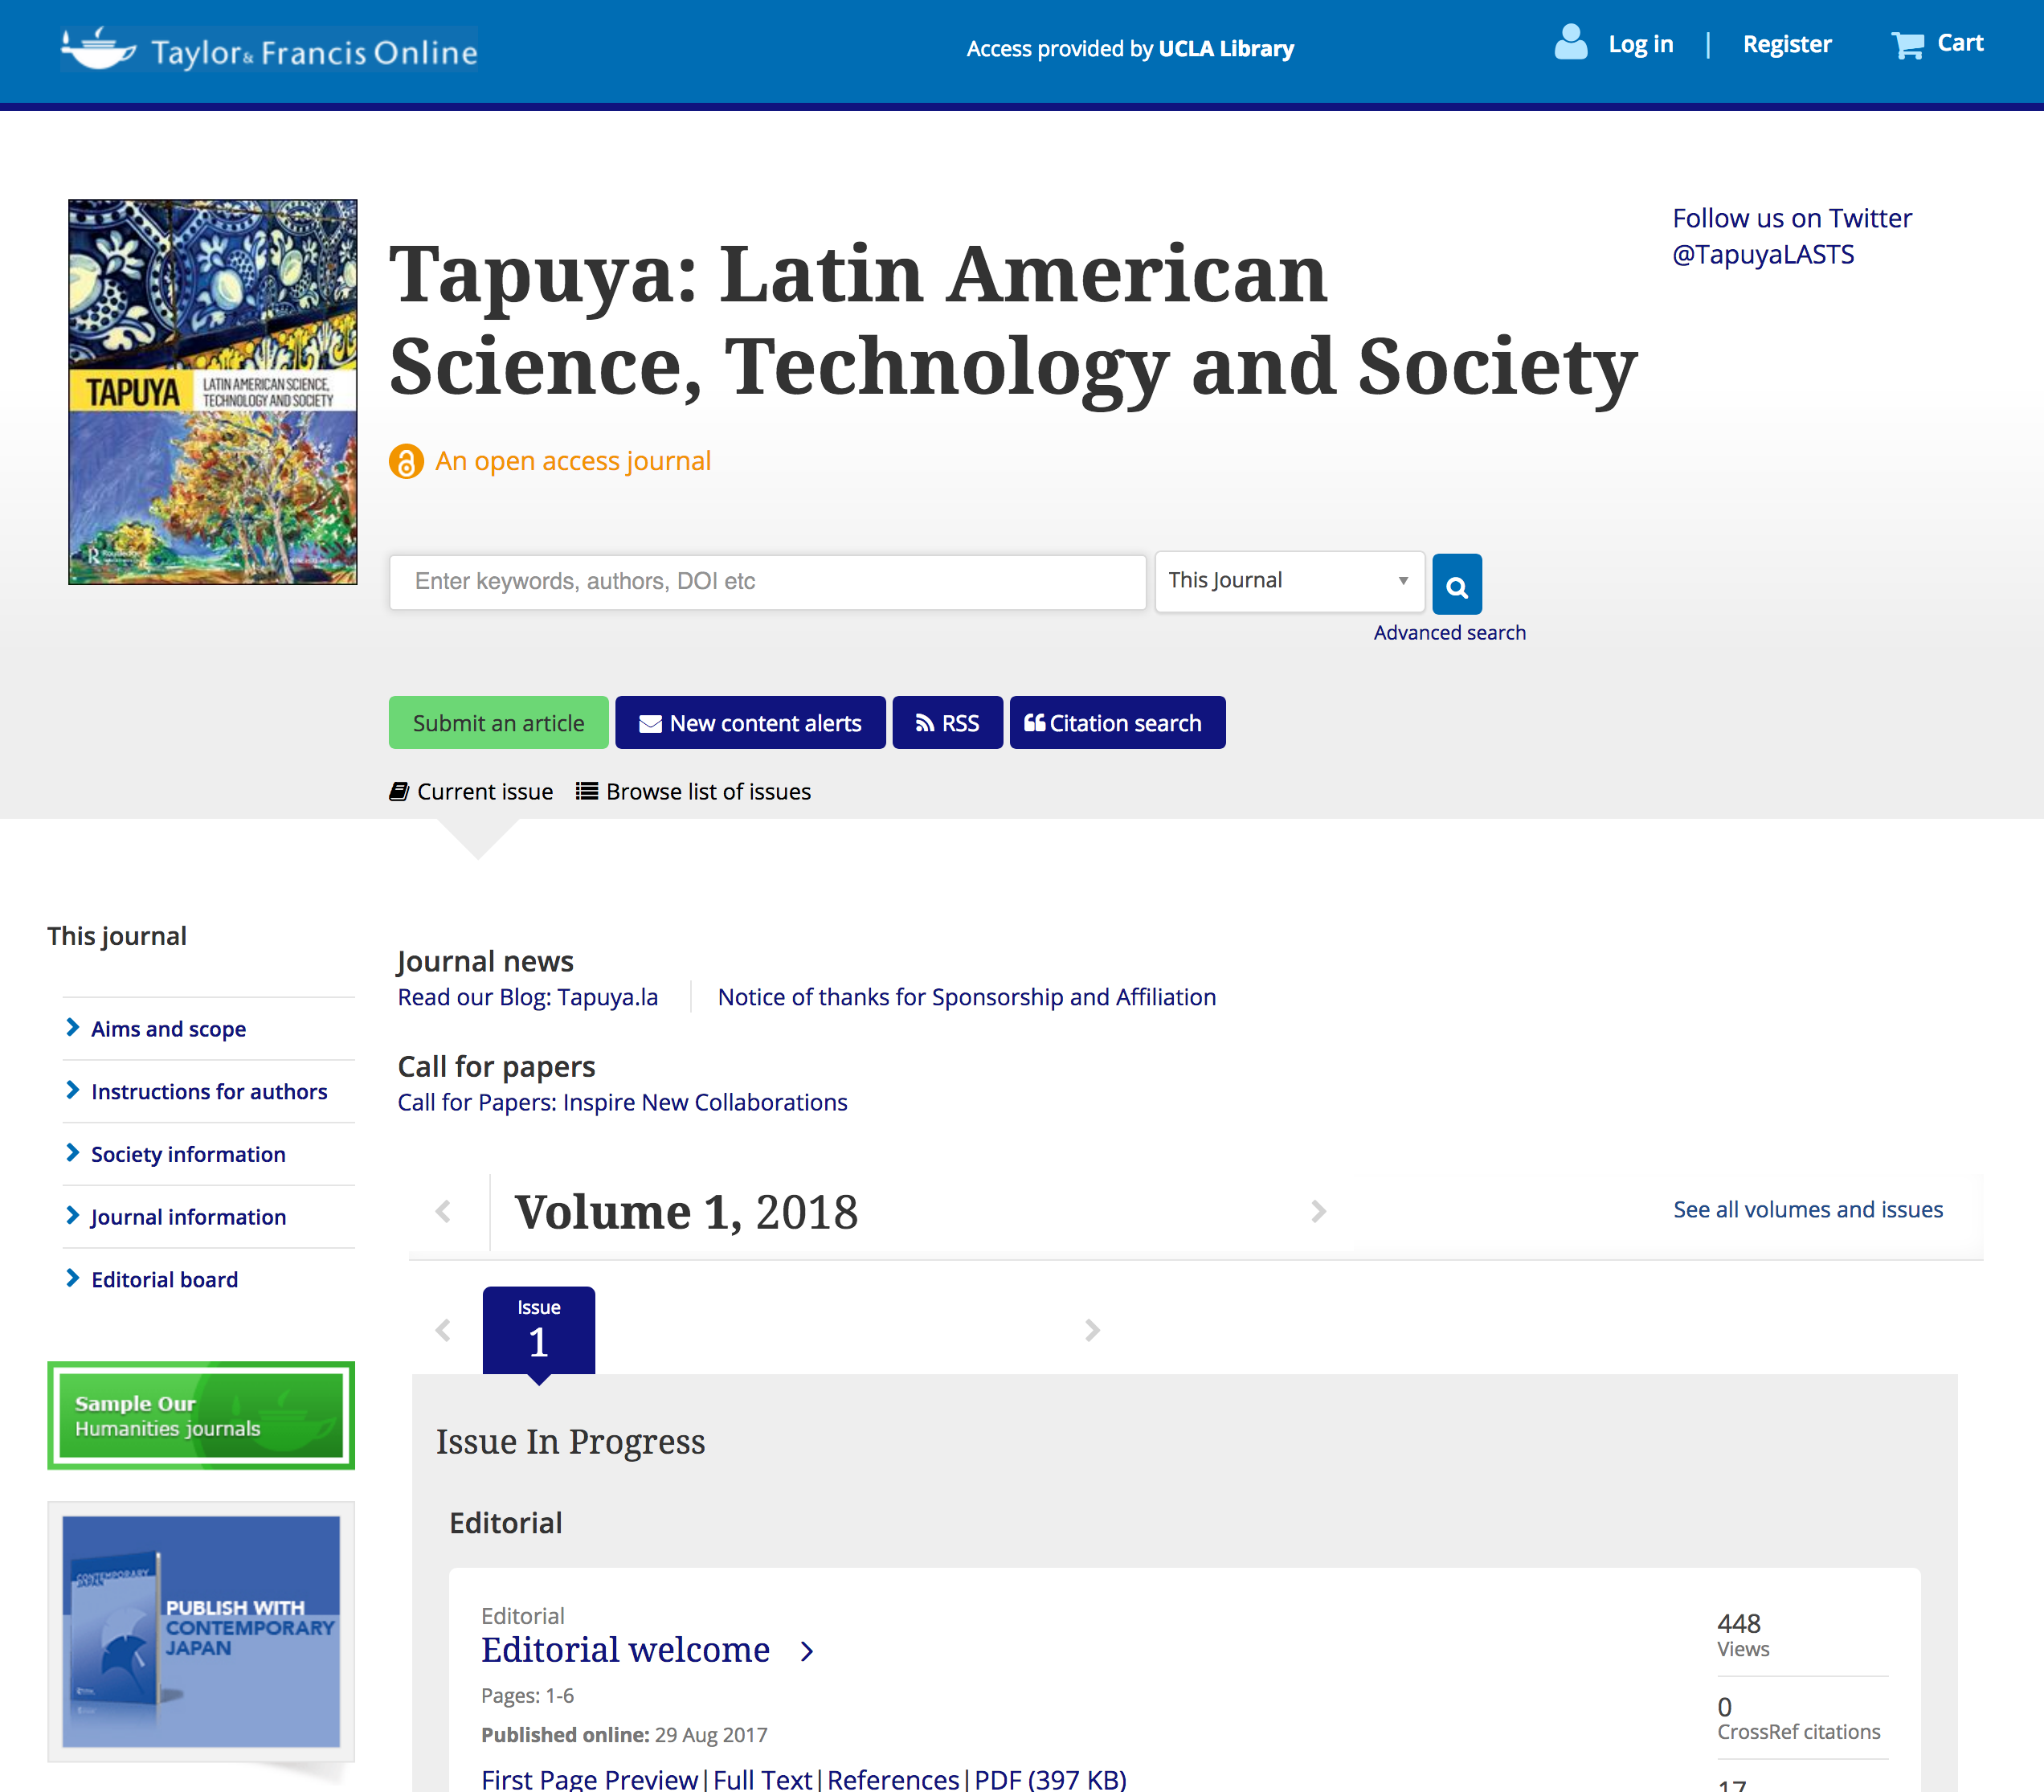 Taylor & Francis Online
Access provided by UCLA Library
Log in | Register
Cart
TAPUYA
LATIN AMERICAN SCIENCE,
TECHNOLOGY AND SOCIETY
Tapuya: Latin American
Science, Technology and Society
Follow us on Twitter
@TapuyaLASTS
An open access journal
Enter keywords, authors, DOI etc
This Journal
Advanced search
Submit an article
New content alerts
RSS
Citation search
Current issue
Browse list of issues
This journal
Aims and scope
Instructions for authors
Society information
Journal information
Editorial board
Sample Our
Humanities journals
CONTEMPORARY
JAPAN
PUBLISH WITH
CONTEMPORARY
JAPAN
Journal news
Read our Blog: Tapuya.la
Notice of thanks for Sponsorship and Affiliation
Call for papers
Call for Papers: Inspire New Collaborations
Volume 1, 2018
See all volumes and issues
Issue
1
Issue In Progress
Editorial
Editorial
Editorial welcome
Pages: 1-6
Published online: 29 Aug 2017
First Page Preview|Full Text|References|PDF (397 KB)
448
Views
0
CrossRef citations
17